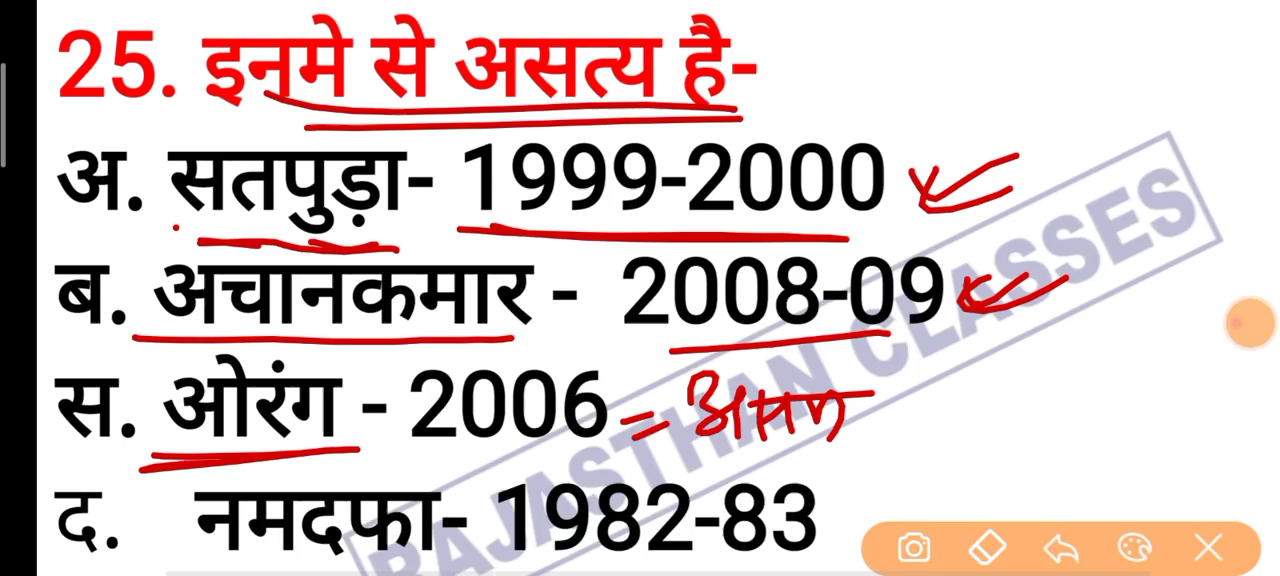 25. इनमे से असत्य है-
अ. सतपुड़ा- 1999-2000
ब. अचानकमार - 2008-09
स. ओरंग - 2006 =
द. नमदफा- 1982-83
RAJASTHAN CLASSES